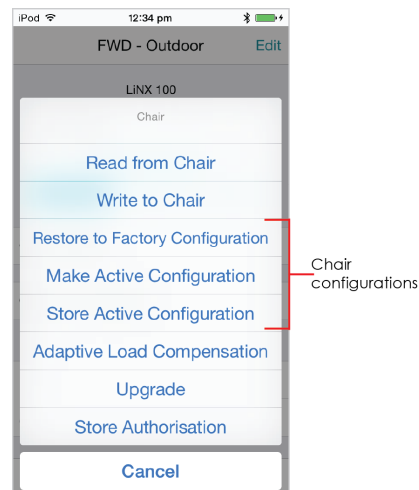 iPod 12:34 pm
FWD - Outdoor Edit
LiNX 100
Chair
Read from Chair
Write to Chair
Restore to Factory Configuration
Make Active Configuration
Store Active Configuration
Adaptive Load Compensation
Upgrade
Store Authorisation
Cancel
Chair
configurations